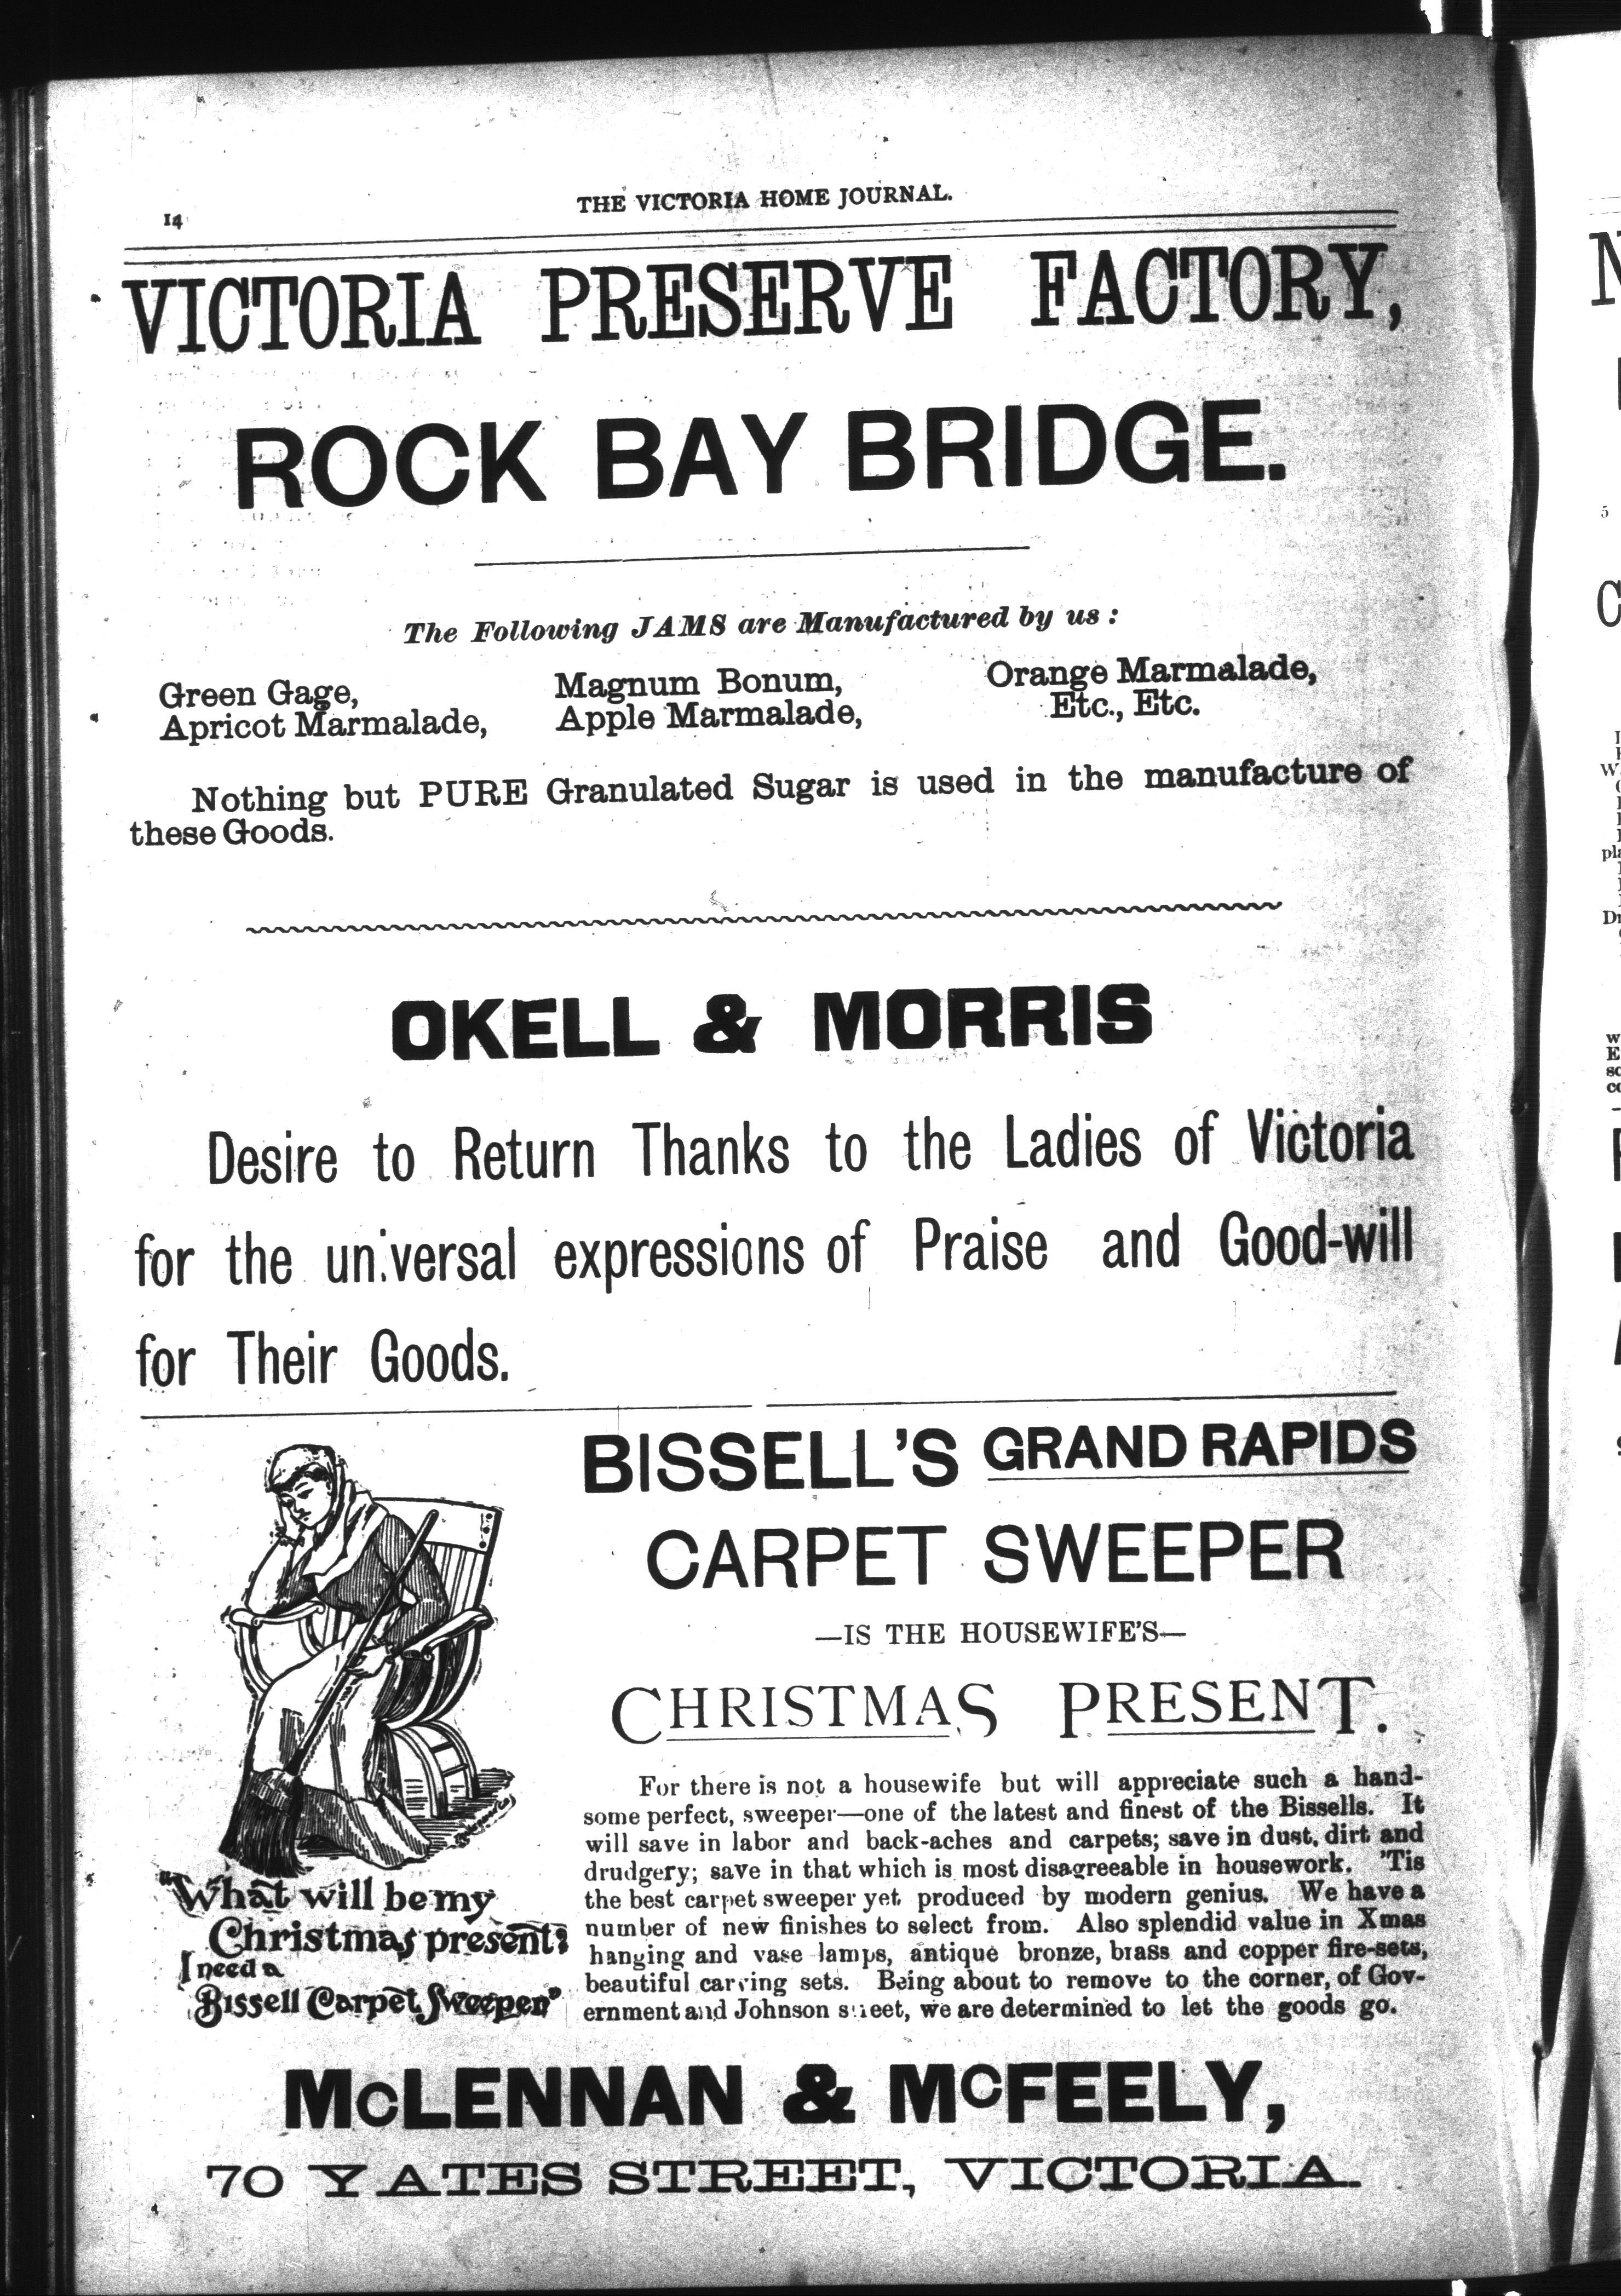 14
THE VICTORIA HOME JOURNAL.
VICTORIA PRESERVE FACTORY,
ROCK BAY BRIDGE.
The Following JAMS are Manufactured by us :
Green Gage,
Apricot Marmalade,
Magnum Bonum,
Apple Marmalade,
Orange Marmalade,
Etc., Etc.
Nothing but PURE Granulated Sugar is used in the manufacture of
these Goods.
OKELL & MORRIS
Desire to Return Thanks to the Ladies of Victoria
for the universal expressions of Praise and Good-will
for Their Goods.
"What will be my
Christmas present?
I need a
Bissell Carpet Sweeper"
BISSELL'S GRAND RAPIDS
CARPET SWEEPER
—IS THE HOUSEWIFE'S—
CHRISTMAS PRESENT.
For there is not a housewife but will appreciate such a hand-
some perfect, sweeper—one of the latest and finest of the Bissells. It
will save in labor and back-aches and carpets; save in dust, dirt and
drudgery; save in that which is most disagreeable in housework. 'Tis
the best carpet sweeper yet produced by modern genius. We have a
number of new finishes to select from. Also splendid value in Xmas
hanging and vase lamps, antique bronze, brass and copper fire-sets,
beautiful carving sets. Being about to remove to the corner, of Gov-
ernment and Johnson street, we are determined to let the goods go.
McLENNAN & McFEELY,
70 YATES STREET, VICTORIA.